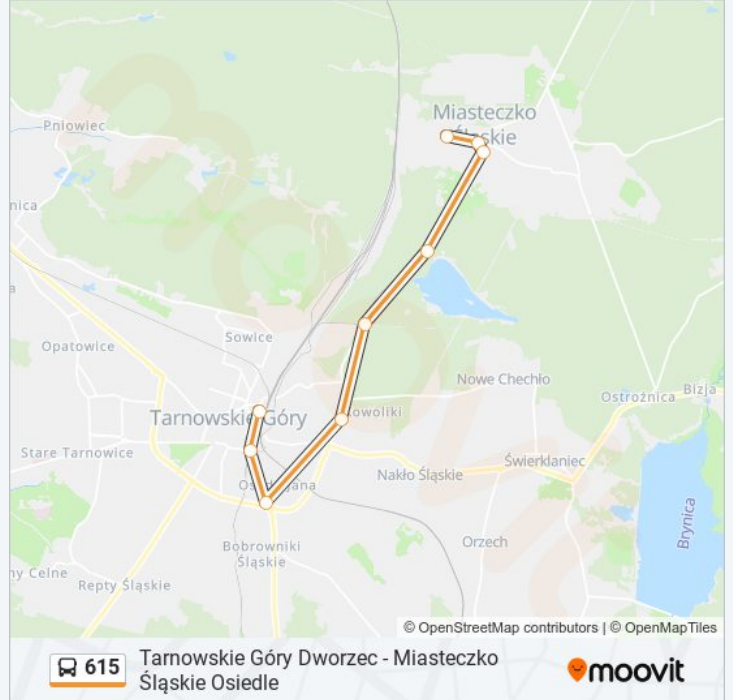 Miasteczko
Śląskie
Pniowiec
nica
a
Sowice
Opatowice
Nowe Chechło
Ostrożnica
Bizja
Tarnowskie Góry
Lowoliki
Stare Tarnowice
Świerklaniec
Nakło Śląskie
Brynica
Orzech
Bobrowniki
Śląskie
ny Celne
Repty Śląskie
© OpenStreetMap contributors | © OpenMapTiles
615
Tarnowskie Góry Dworzec - Miasteczko
Śląskie Osiedle
moovit